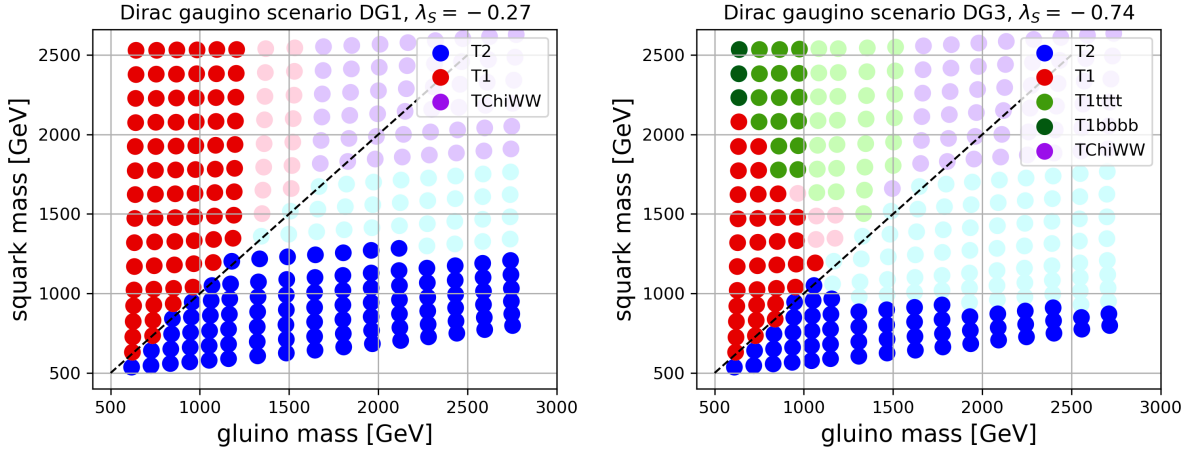 Dirac gaugino scenario DG1, λ_S = −0.27
squark mass [GeV]
2500
2000
1500
1000
500
T2
T1
TChiWW
500 1000 1500 2000 2500 3000
gluino mass [GeV]
Dirac gaugino scenario DG3, λ_S = −0.74
squark mass [GeV]
2500
2000
1500
1000
500
T2
T1
T1tttt
T1bbbb
TChiWW
500 1000 1500 2000 2500 3000
gluino mass [GeV]